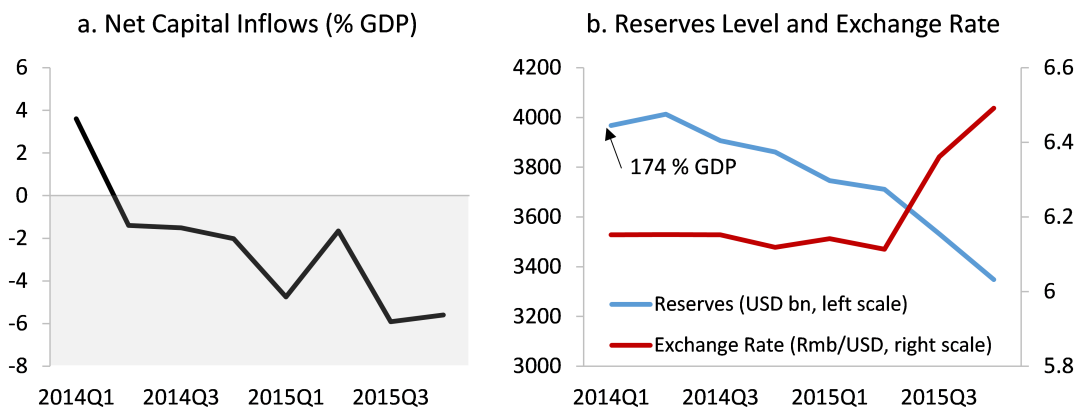 a. Net Capital Inflows (% GDP)
6
4
2
0
-2
-4
-6
-8
2014Q1
2014Q3
2015Q1
2015Q3
b. Reserves Level and Exchange Rate
4200
4000
3800
3600
3400
3200
3000
6.6
6.4
6.2
6
5.8
174 % GDP
Reserves (USD bn, left scale)
Exchange Rate (Rmb/USD, right scale)
2014Q1
2014Q3
2015Q1
2015Q3